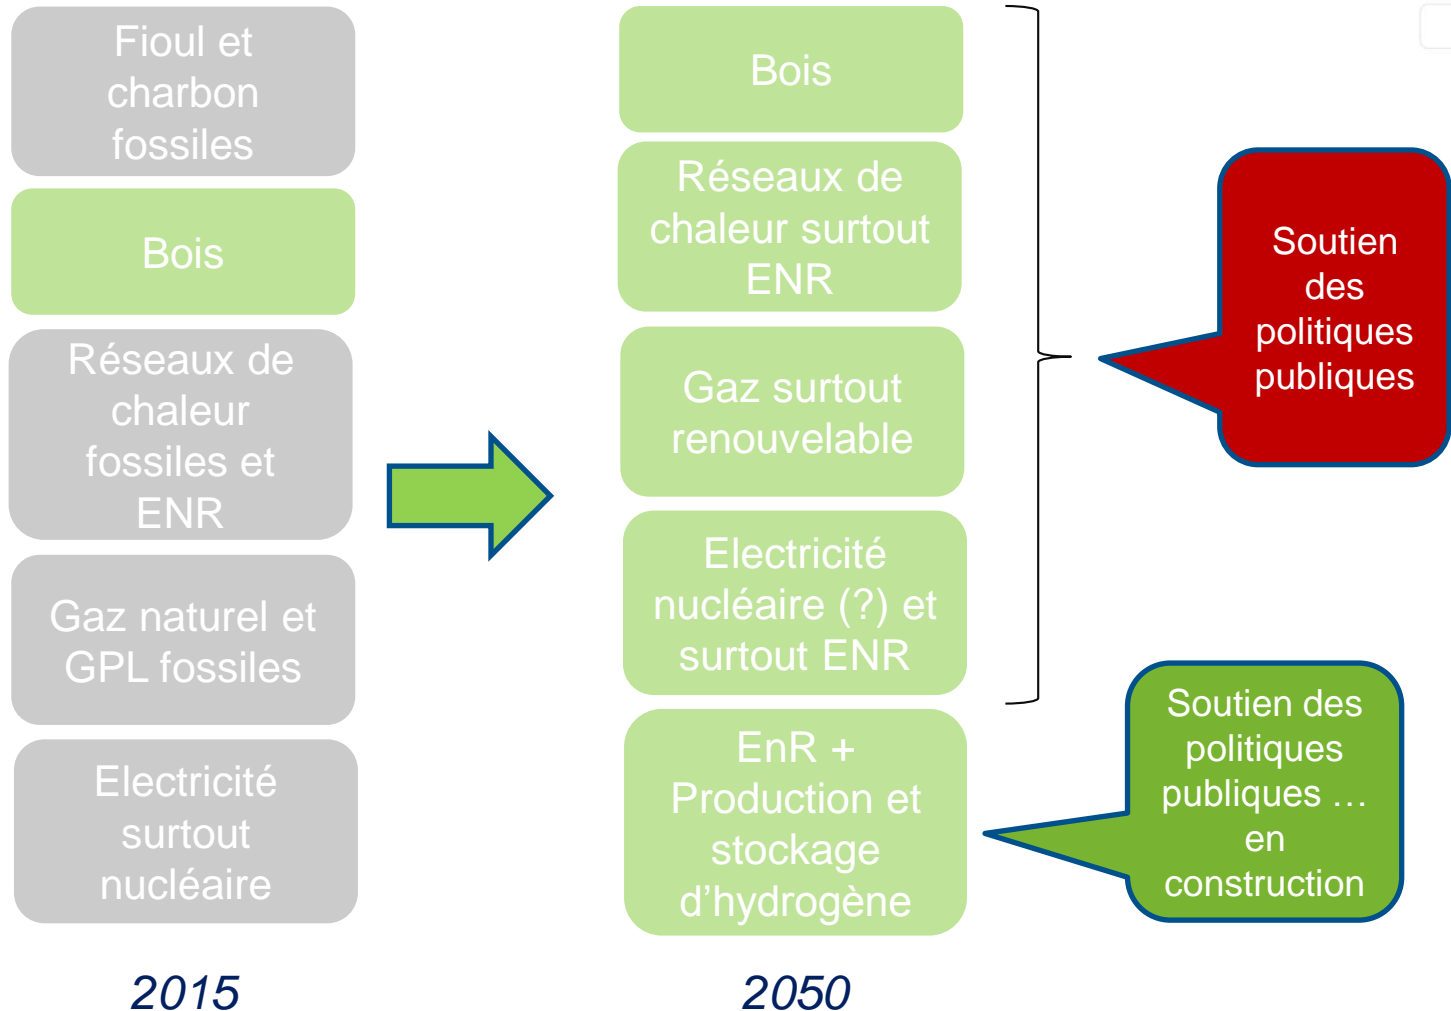 Fioul et
charbon
fossiles
Bois
Réseaux de
chaleur
fossiles et
ENR
Gaz naturel et
GPL fossiles
Electricité
surtout
nucléaire
2015
Bois
Réseaux de
chaleur surtout
ENR
Gaz surtout
renouvelable
Electricité
nucléaire (?) et
surtout ENR
EnR +
Production et
stockage
d’hydrogène
2050
Soutien
des
politiques
publiques
Soutien des
politiques
publiques …
en
construction